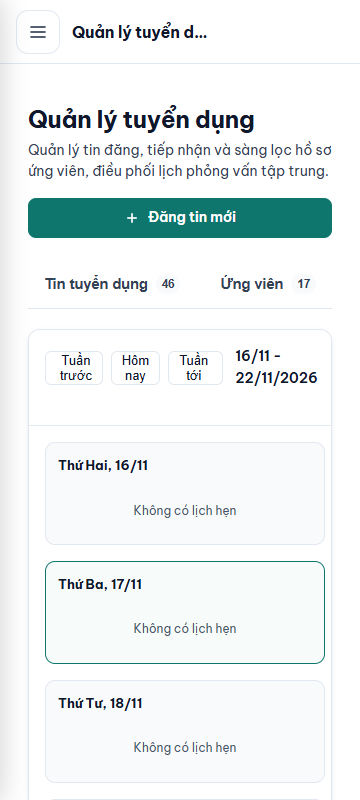 Quản lý tuyển d...
Quản lý tuyển dụng
Quản lý tin đăng, tiếp nhận và sàng lọc hồ sơ
ứng viên, điều phối lịch phỏng vấn tập trung.
+ Đăng tin mới
Tin tuyển dụng 46 Ứng viên 17
Tuần trước
Hôm nay
Tuần tới
16/11 -
22/11/2026
Thứ Hai, 16/11
Không có lịch hẹn
Thứ Ba, 17/11
Không có lịch hẹn
Thứ Tư, 18/11
Không có lịch hẹn